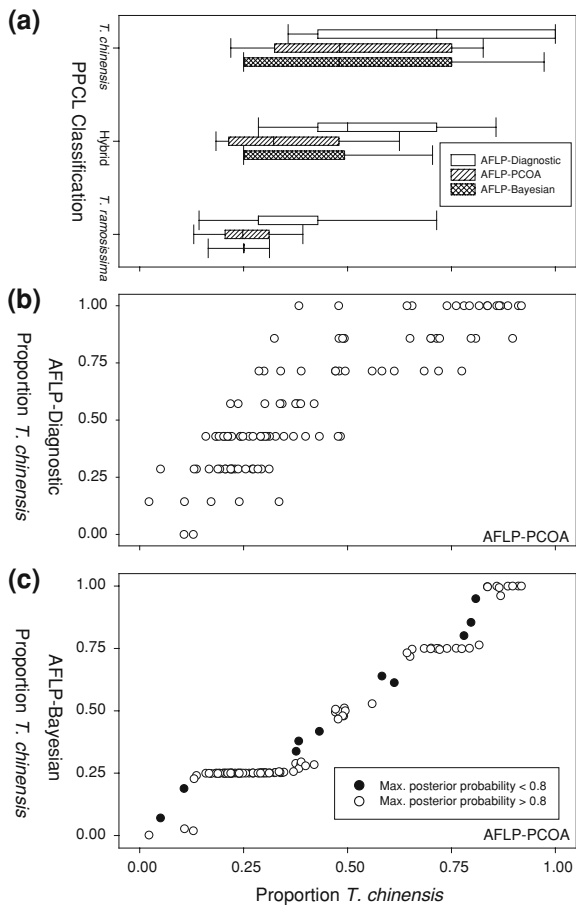 (a)
PPCL Classification
T. chinensis
Hybrid
T. ramosissima
AFLP-Diagnostic
AFLP-PCOA
AFLP-Bayesian
(b)
AFLP-Diagnostic
Proportion T. chinensis
1.00
0.75
0.50
0.25
0.00
AFLP-PCOA
(c)
AFLP-Bayesian
Proportion T. chinensis
1.00
0.75
0.50
0.25
0.00
Max. posterior probability < 0.8
Max. posterior probability > 0.8
AFLP-PCOA
0.00 0.25 0.50 0.75 1.00
Proportion T. chinensis